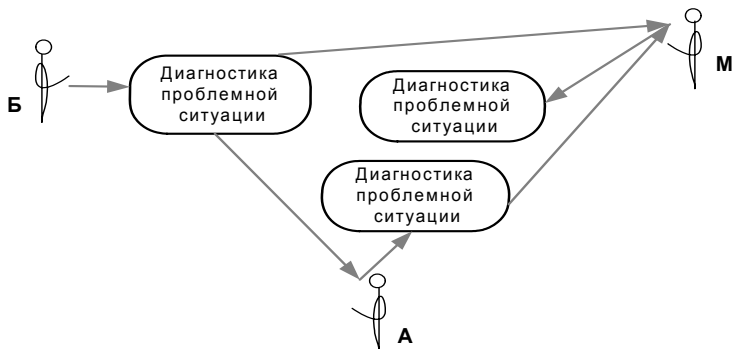 Б
Диагностика
проблемной
ситуации
Диагностика
проблемной
ситуации
М
Диагностика
проблемной
ситуации
А